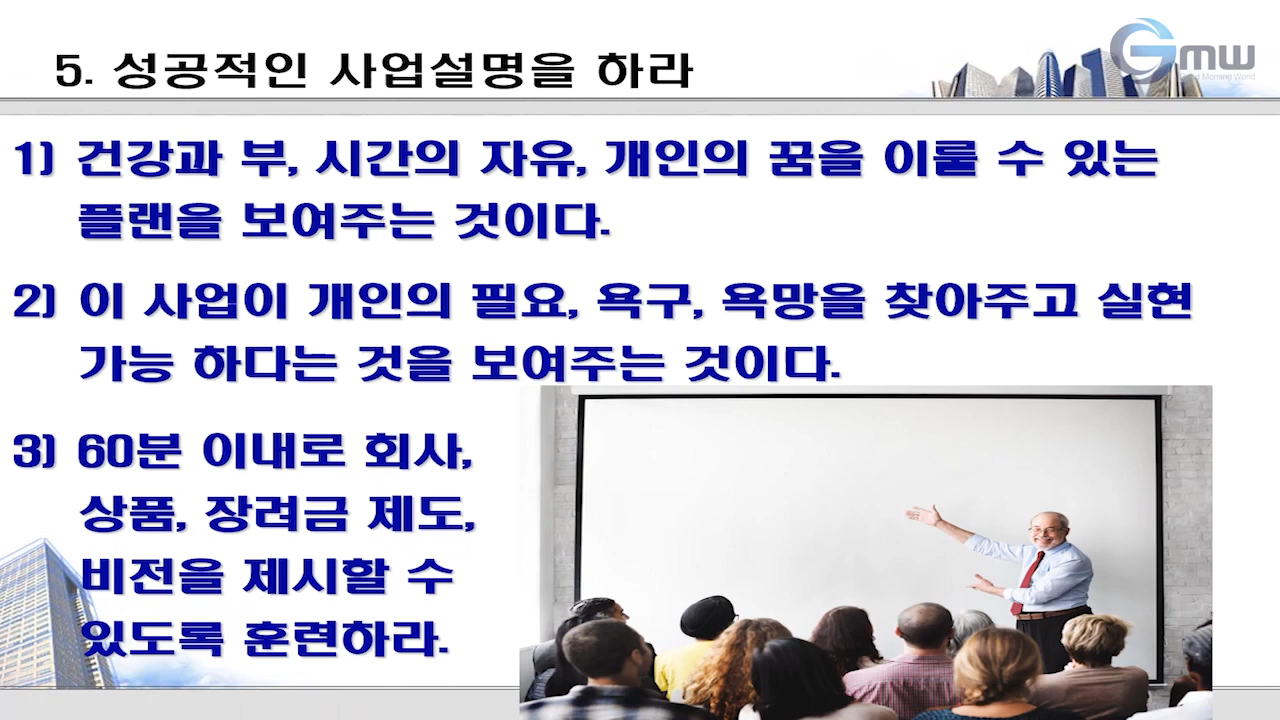 5. 성공적인 사업설명을 하라
Gmw
Good Morning World
1) 건강과 부, 시간의 자유, 개인의 꿈을 이룰 수 있는
플랜을 보여주는 것이다.
2) 이 사업이 개인의 필요, 욕구, 욕망을 찾아주고 실현
가능 하다는 것을 보여주는 것이다.
3) 60분 이내로 회사,
상품, 장려금 제도,
비전을 제시할 수
있도록 훈련하라.